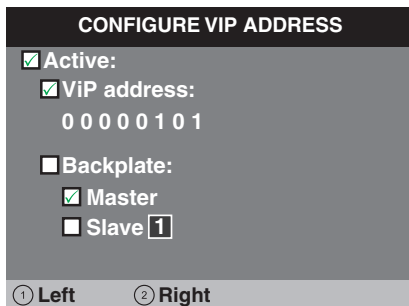 CONFIGURE VIP ADDRESS
Active:
ViP address:
0 0 0 0 0 1 0 1
Backplate:
Master
Slave 1
1 Left 2 Right